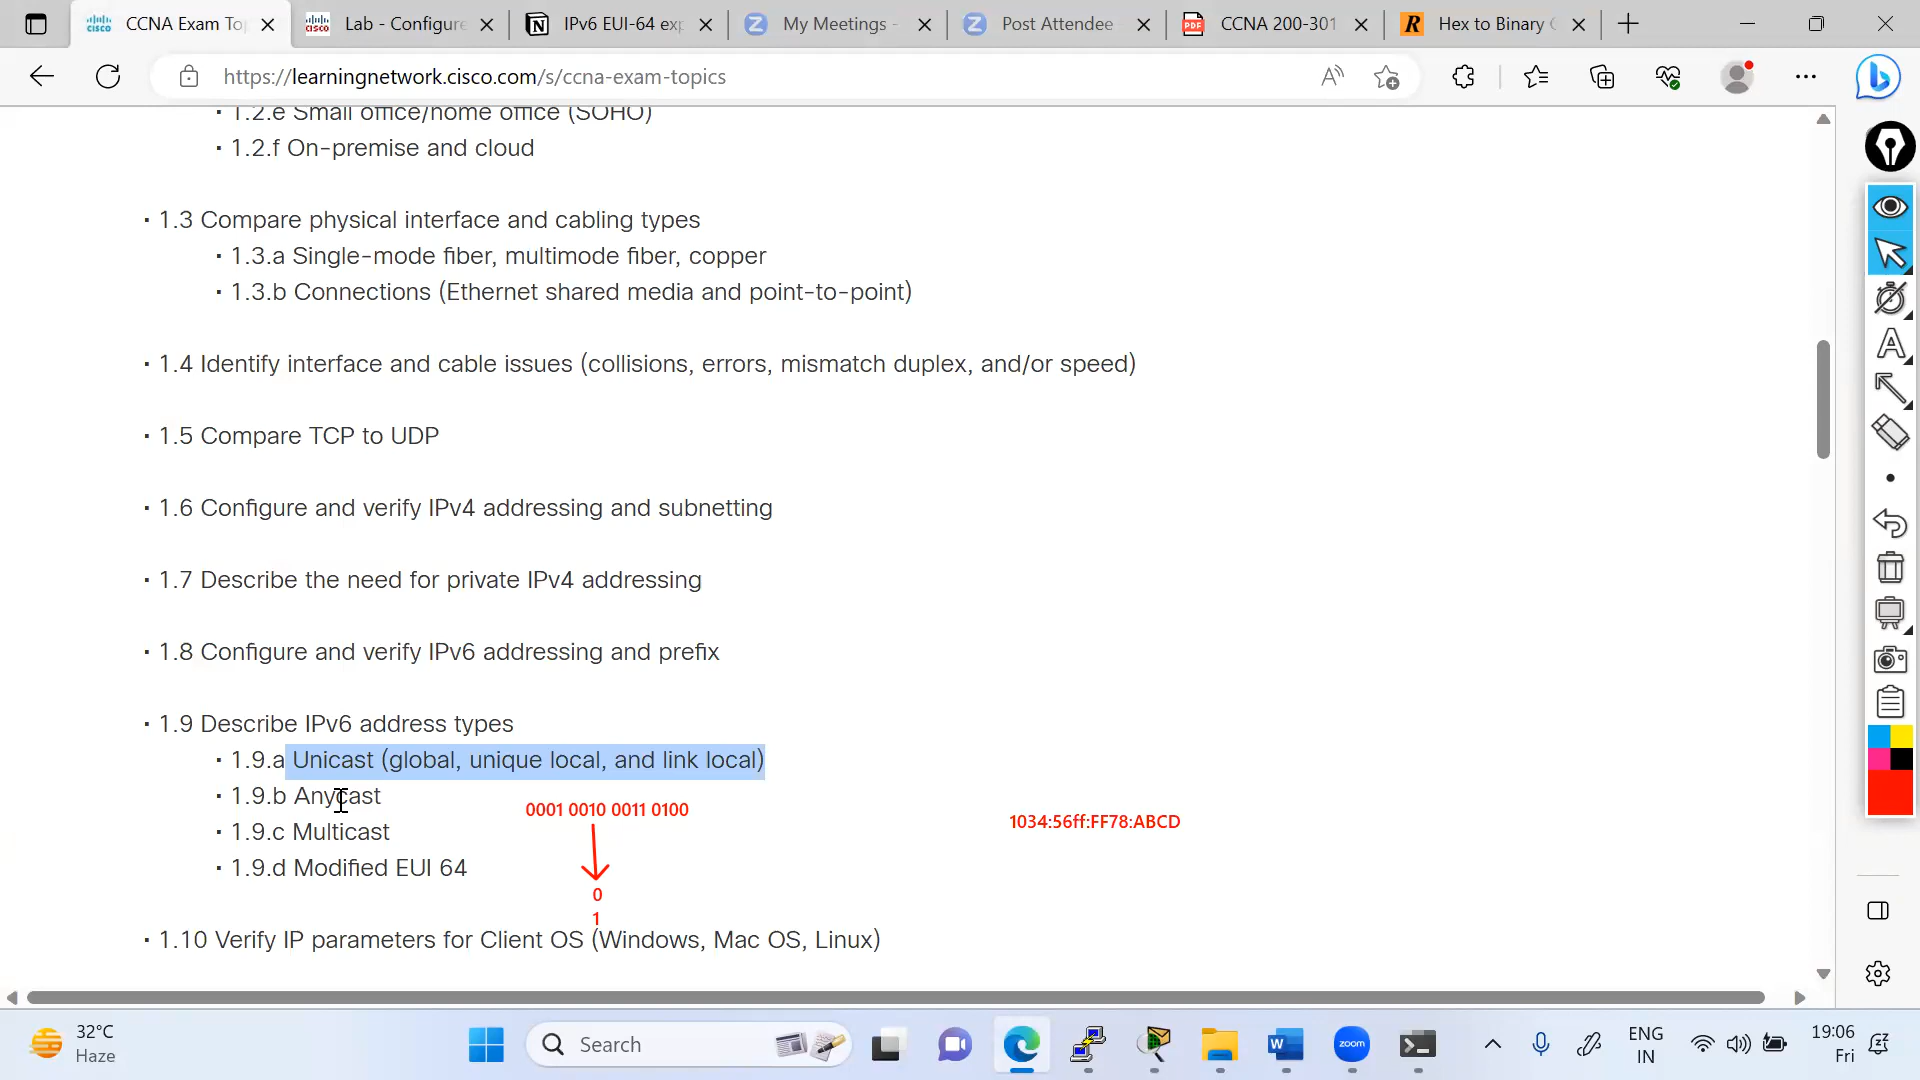 CCNA Exam To
Lab - Configure
IPv6 EUI-64 exp
My Meetings -
Post Attendee
CCNA 200-301
Hex to Binary C
https://learningnetwork.cisco.com/s/ccna-exam-topics
· 1.2.e Small office/home office (SOHO)
· 1.2.f On-premise and cloud
· 1.3 Compare physical interface and cabling types
· 1.3.a Single-mode fiber, multimode fiber, copper
· 1.3.b Connections (Ethernet shared media and point-to-point)
· 1.4 Identify interface and cable issues (collisions, errors, mismatch duplex, and/or speed)
· 1.5 Compare TCP to UDP
· 1.6 Configure and verify IPv4 addressing and subnetting
· 1.7 Describe the need for private IPv4 addressing
· 1.8 Configure and verify IPv6 addressing and prefix
· 1.9 Describe IPv6 address types
· 1.9.a Unicast (global, unique local, and link local)
· 1.9.b Anycast
0001 0010 0011 0100
1034:56ff:FF78:ABCD
· 1.9.c Multicast
· 1.9.d Modified EUI 64
0
1
· 1.10 Verify IP parameters for Client OS (Windows, Mac OS, Linux)
32°C
Haze
Search
zoom
ENG
IN
19:06
Fri